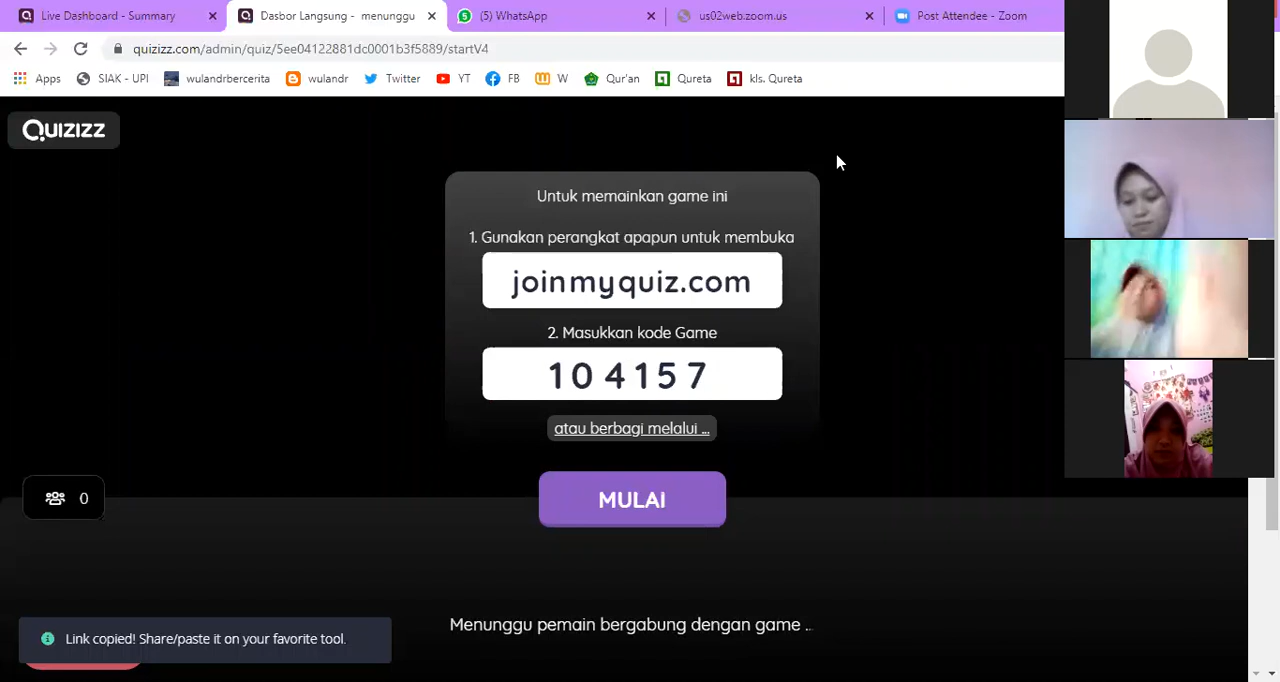 Live Dashboard - Summary
Dasbor Langsung - menunggu
(5) WhatsApp
us02web.zoom.us
Post Attendee - Zoom
quizizz.com/admin/quiz/5ee04122881dc0001b3f5889/startV4
Apps
SIAK - UPI
wulandrbercerita
wulandr
Twitter
YT
FB
W
Qur'an
Qureta
kls. Qureta
Quizizz
Untuk memainkan game ini
1. Gunakan perangkat apapun untuk membuka
joinmyquiz.com
2. Masukkan kode Game
104157
atau berbagi melalui ...
0
MULAI
Link copied! Share/paste it on your favorite tool.
Menunggu pemain bergabung dengan game ..